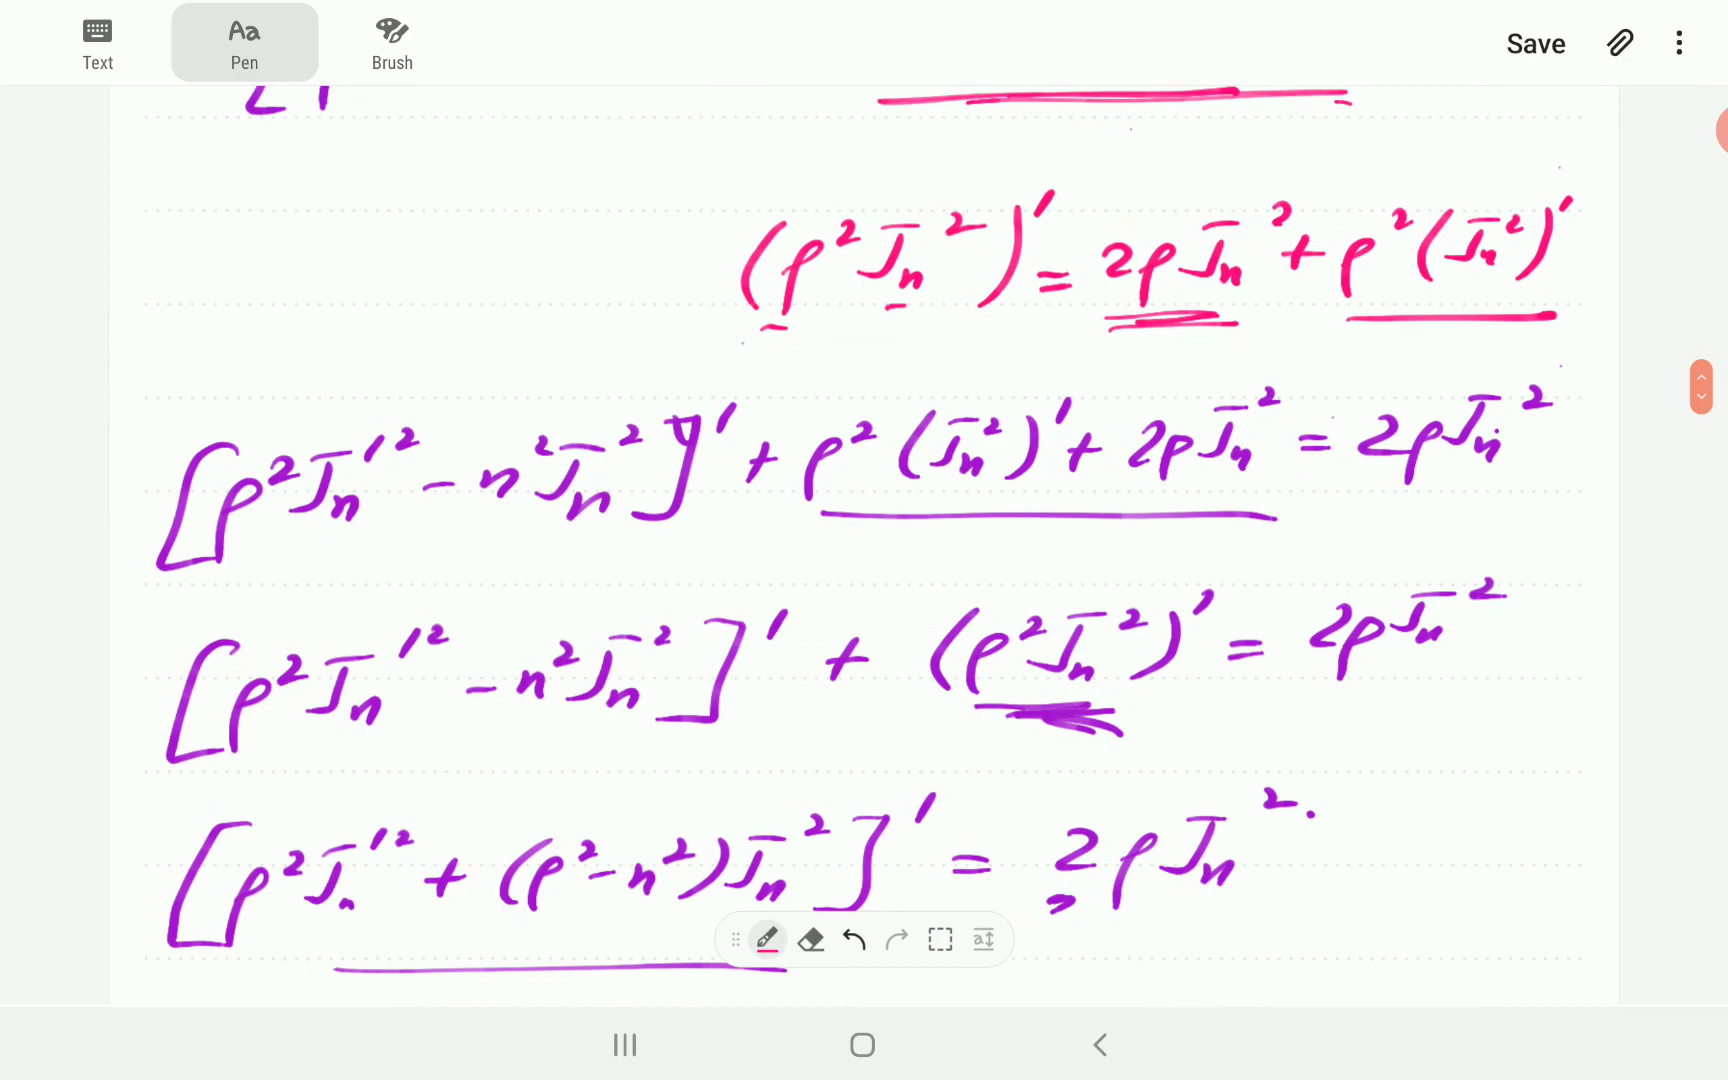 Text Pen Brush Save
(ρ²Jₙ²)' = 2ρJₙ² + ρ²(Jₙ²)'
[ρ²Jₙ'² - n²Jₙ²]' + ρ²(Jₙ²)' + 2ρJₙ² = 2ρJₙ²
[ρ²Jₙ'² - n²Jₙ²]' + (ρ²Jₙ²)' = 2ρJₙ²
[ρ²Jₙ'² + (ρ²-n²)Jₙ²]' = 2ρJₙ².